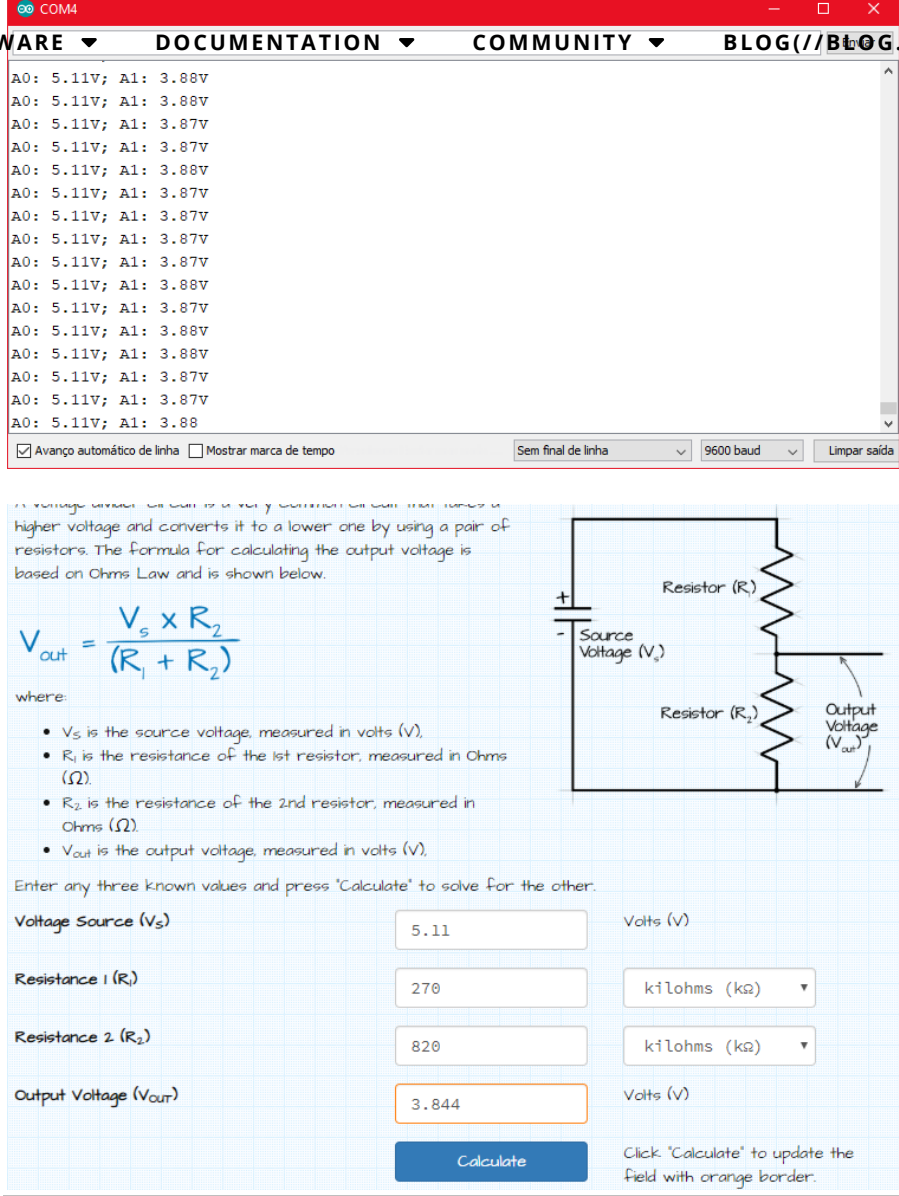 COM4
WARE DOCUMENTATION COMMUNITY BLOG(//BLOG.
A0: 5.11V; A1: 3.88V
A0: 5.11V; A1: 3.88V
A0: 5.11V; A1: 3.87V
A0: 5.11V; A1: 3.87V
A0: 5.11V; A1: 3.88V
A0: 5.11V; A1: 3.87V
A0: 5.11V; A1: 3.87V
A0: 5.11V; A1: 3.87V
A0: 5.11V; A1: 3.87V
A0: 5.11V; A1: 3.88V
A0: 5.11V; A1: 3.87V
A0: 5.11V; A1: 3.88V
A0: 5.11V; A1: 3.88V
A0: 5.11V; A1: 3.87V
A0: 5.11V; A1: 3.87V
A0: 5.11V; A1: 3.88
Avanço automático de linha Mostrar marca de tempo Sem final de linha 9600 baud Limpar saída
higher voltage and converts it to a lower one by using a pair of
resistors. The formula for calculating the output voltage is
based on Ohms Law and is shown below.
Vout = Vs x R2
(R1 + R2)
where:
• VS is the source voltage, measured in volts (V),
• R1 is the resistance of the 1st resistor, measured in Ohms
(Ω).
• R2 is the resistance of the 2nd resistor, measured in
Ohms (Ω).
• Vout is the output voltage, measured in volts (V),
+
-
Source
Voltage (Vs)
Resistor (R1)
Resistor (R2)
Output
Voltage
(Vout)
Enter any three known values and press "Calculate" to solve for the other.
Voltage Source (VS) 5.11 Volts (V)
Resistance 1 (R1) 270 kilohms (kΩ)
Resistance 2 (R2) 820 kilohms (kΩ)
Output Voltage (VOUT) 3.844 Volts (V)
Calculate
Click "Calculate" to update the
field with orange border.